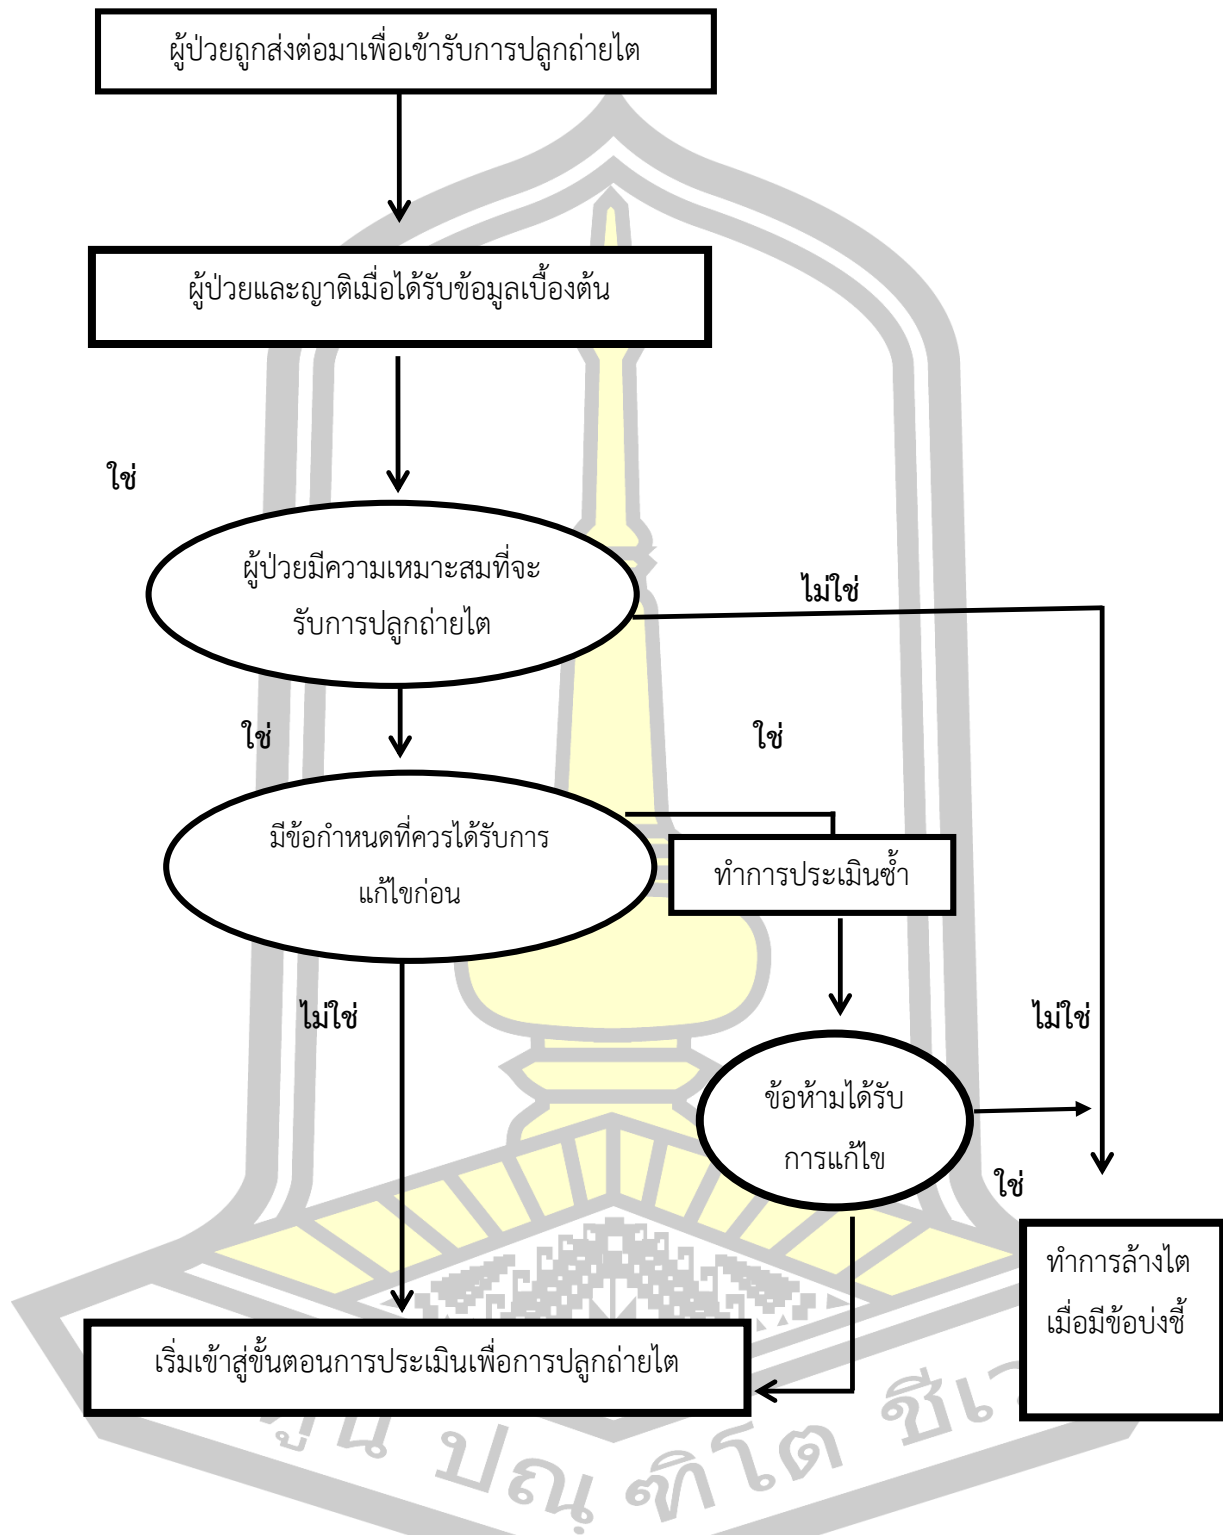 ผู้ป่วยถูกส่งต่อมาเพื่อเข้ารับการปลูกถ่ายไต
ผู้ป่วยและญาติเมื่อได้รับข้อมูลเบื้องต้น
ใช่
ผู้ป่วยมีความเหมาะสมที่จะ
รับการปลูกถ่ายไต
ไม่ใช่
ใช่
ใช่
มีข้อกำหนดที่ควรได้รับการ
แก้ไขก่อน
ทำการประเมินซ้ำ
ไม่ใช่
ไม่ใช่
ข้อห้ามได้รับ
การแก้ไข
ใช่
ทำการล้างไต
เมื่อมีข้อบ่งชี้
เริ่มเข้าสู่ขั้นตอนการประเมินเพื่อการปลูกถ่ายไต
ปณฺ ฑิโต ชีเว